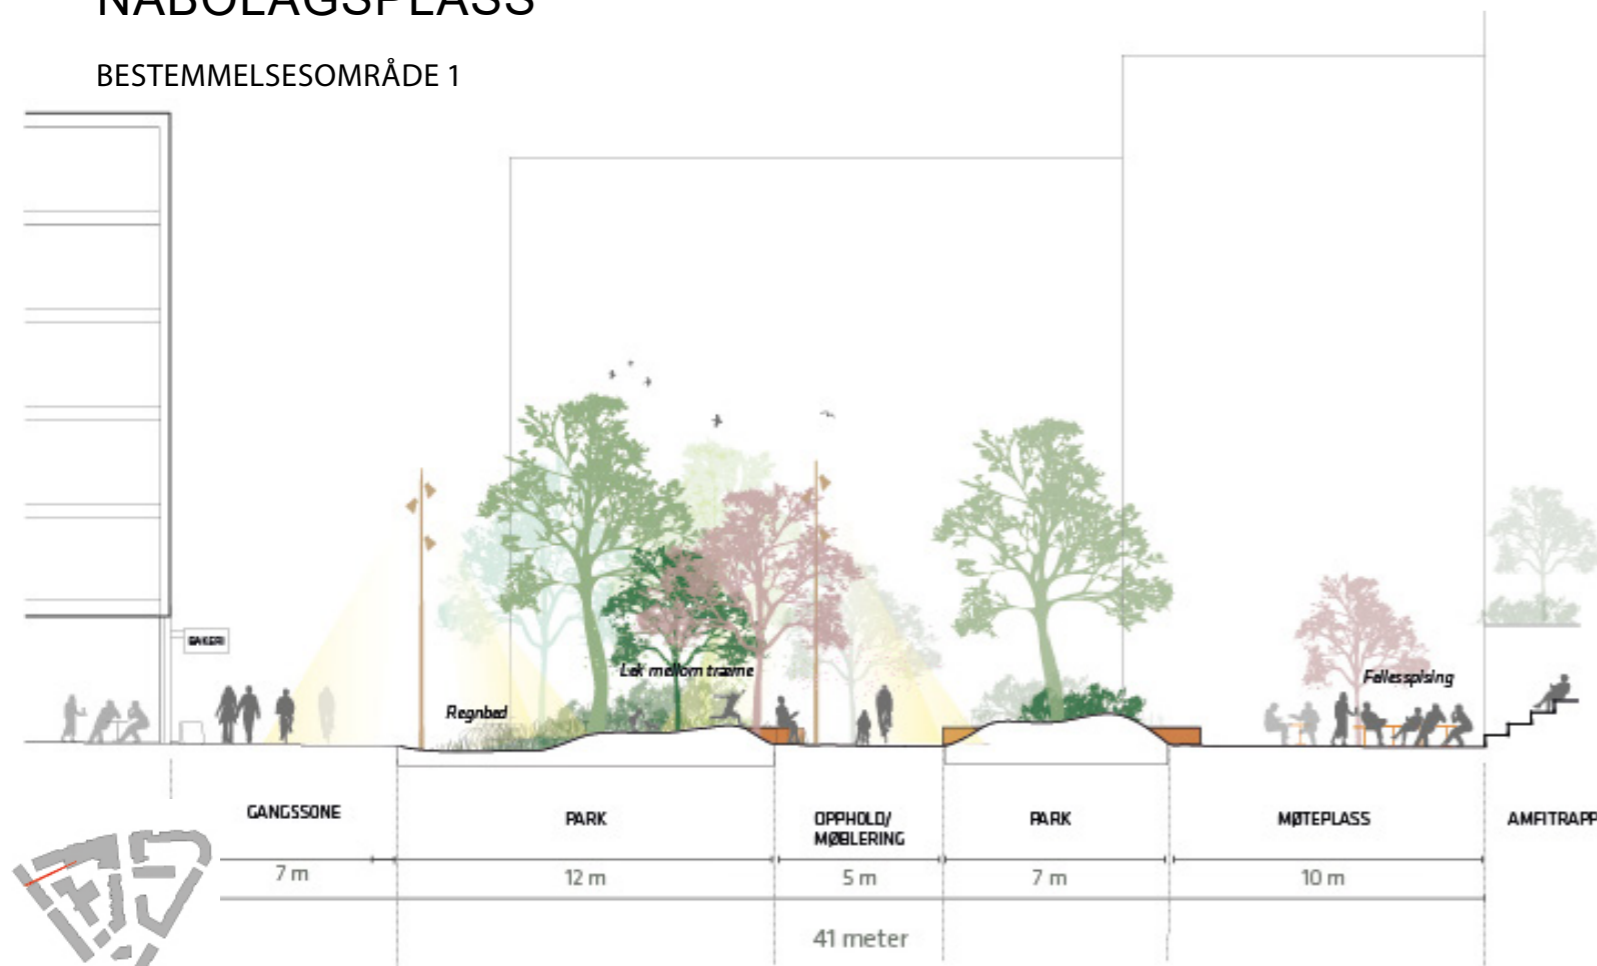 NABOLAGSPLASS
BESTEMMELSESOMRÅDE 1
BAKERI
Lek mellom trærne
Regnbed
Fellesspising
GANGSSONE
PARK
OPPHOLD/
MØBLERING
PARK
MØTEPLASS
AMFITRAPP
7 m
12 m
5 m
7 m
10 m
41 meter